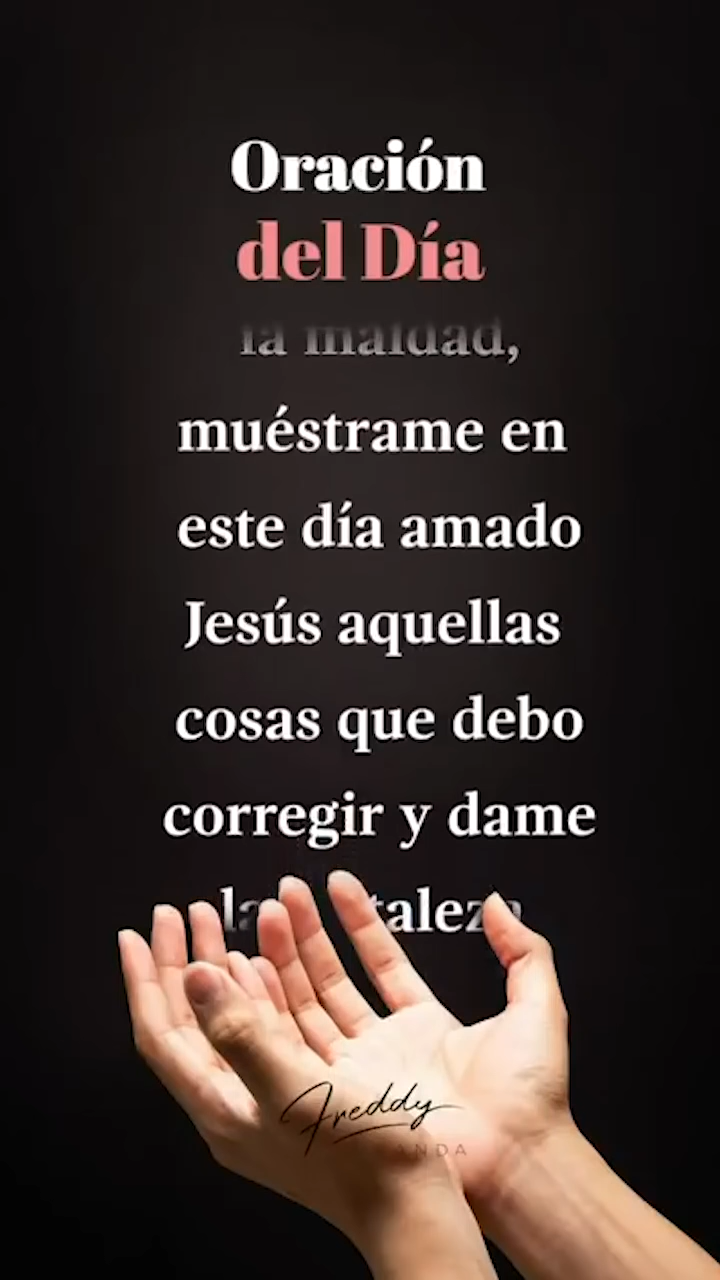 Oración
del Día
la maldad,
muéstrame en
este día amado
Jesús aquellas
cosas que debo
corregir y dame
Freddy